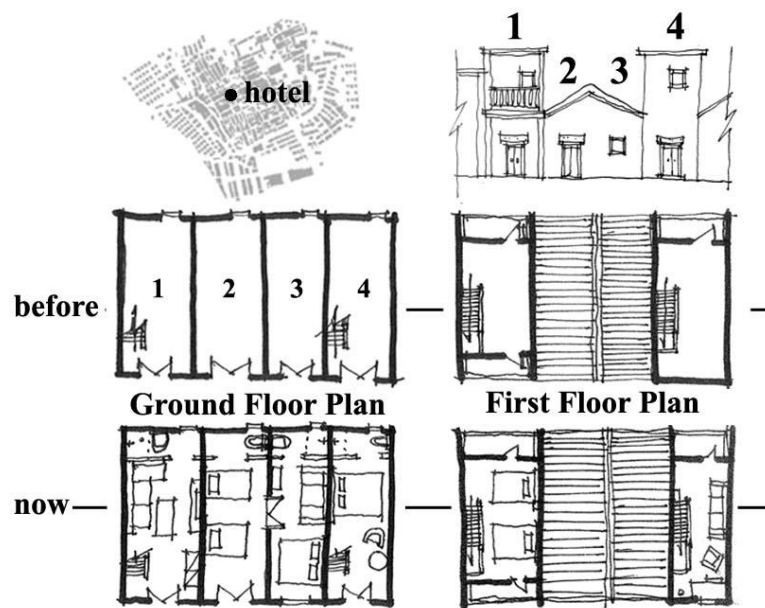 hotel
1 4
2 3
before
1 2 3 4
Ground Floor Plan
First Floor Plan
now